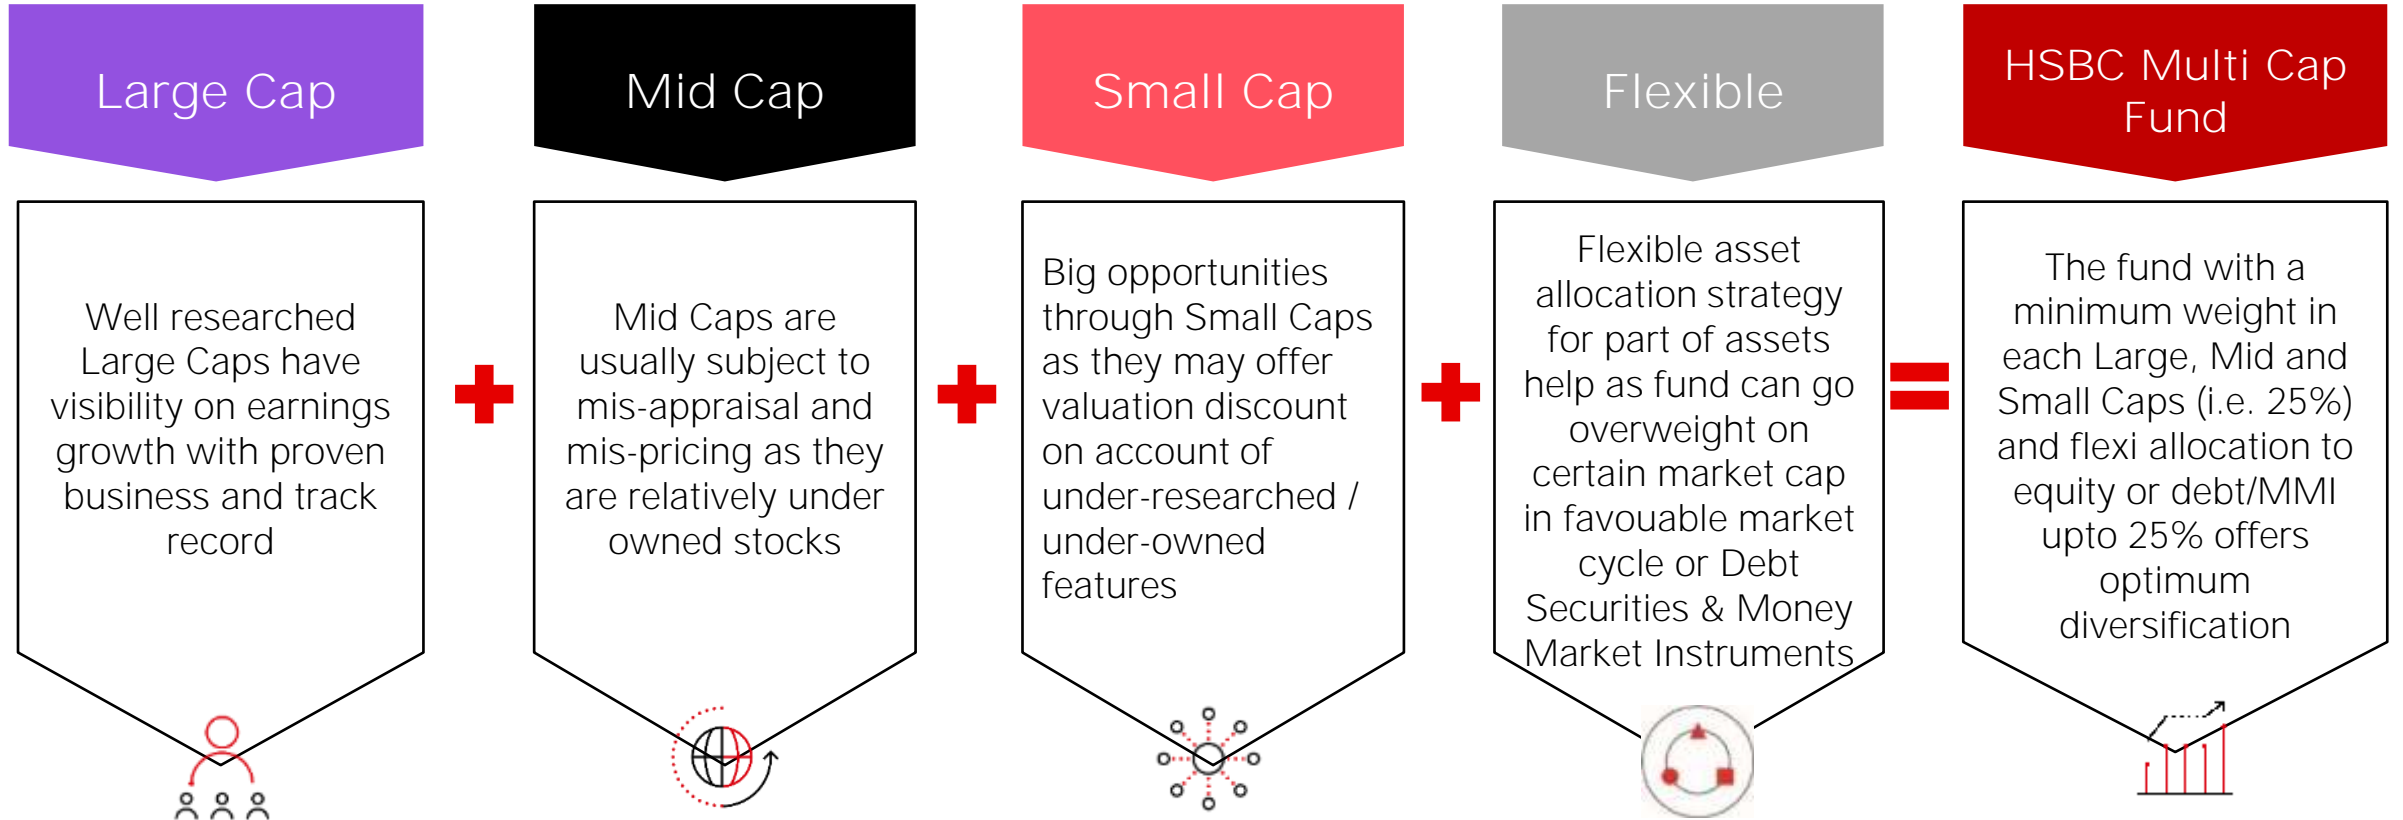 Large Cap
Mid Cap
Small Cap
Flexible
HSBC Multi Cap
Fund
Well researched
Large Caps have
visibility on earnings
growth with proven
business and track
record
Mid Caps are
usually subject to
mis-appraisal and
mis-pricing as they
are relatively under
owned stocks
Big opportunities
through Small Caps
as they may offer
valuation discount
on account of
under-researched /
under-owned
features
Flexible asset
allocation strategy
for part of assets
help as fund can go
overweight on
certain market cap
in favouable market
cycle or Debt
Securities & Money
Market Instruments
The fund with a
minimum weight in
each Large, Mid and
Small Caps (i.e. 25%)
and flexi allocation to
equity or debt/MMI
upto 25% offers
optimum
diversification